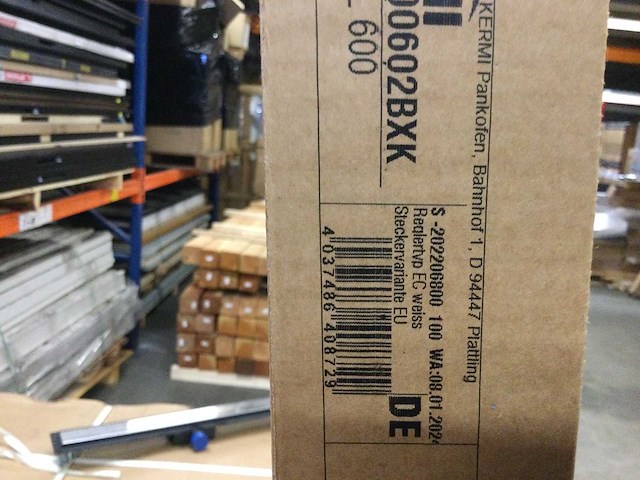 KERMI Pankofen, Bahnhof 1, D 94447 Plattling
00602BXK
600
S -202206800 100 WA:08.01.2024
Reglertyp EC weiss
Steckervariante EU
DE
4 037486 408729